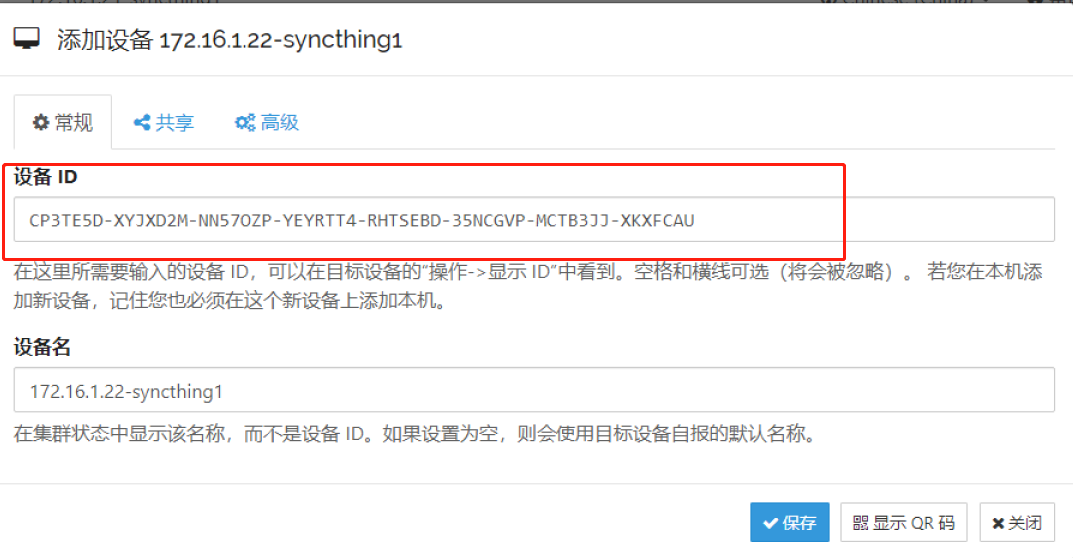 添加设备 172.16.1.22-syncthing1
常规 共享 高级
设备 ID
CP3TE5D-XYJXD2M-NN57OZP-YEYRTT4-RHTSEBD-35NCGVP-MCTB3JJ-XKXFCAU
在这里所需要输入的设备 ID，可以在目标设备的“操作->显示 ID”中看到。空格和横线可选（将会被忽略）。 若您在本机添
加新设备，记住您也必须在这个新设备上添加本机。
设备名
172.16.1.22-syncthing1
在集群状态中显示该名称，而不是设备 ID。如果设置为空，则会使用目标设备自报的默认名称。
保存 显示 QR 码 关闭